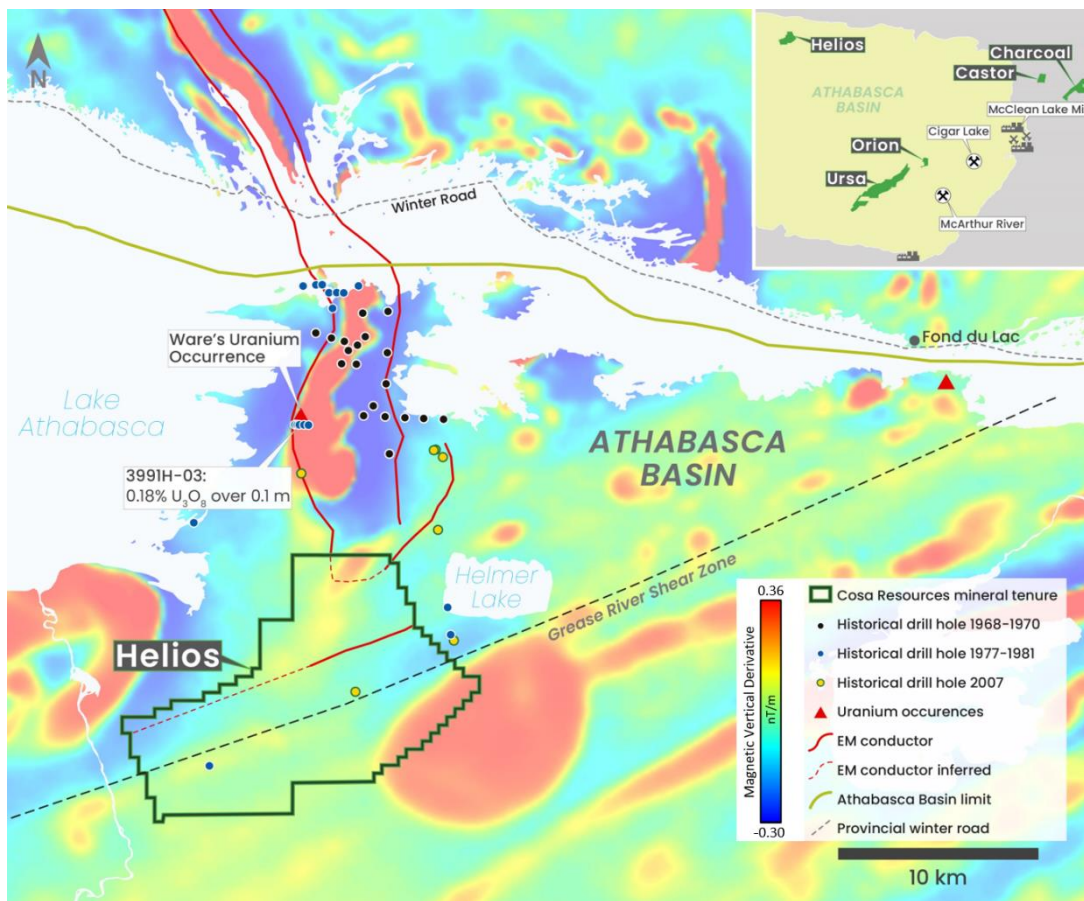 N
Winter Road
Ware's Uranium
Occurrence
Lake
Athabasca
3991H-03:
0.18% U₃O₈ over 0.1 m
Fond du Lac
ATHABASCA
BASIN
Helmer
Lake
Grease River Shear Zone
Helios
Helios
Charcoal
Castor
ATHABASCA
BASIN
McClean Lake Mi
Cigar Lake
Orion
Ursa
McArthur River
0.36
Magnetic Vertical Derivative
nT/m
-0.30
Cosa Resources mineral tenure
Historical drill hole 1968-1970
Historical drill hole 1977-1981
Historical drill hole 2007
Uranium occurences
EM conductor
EM conductor inferred
Athabasca Basin limit
Provincial winter road
10 km